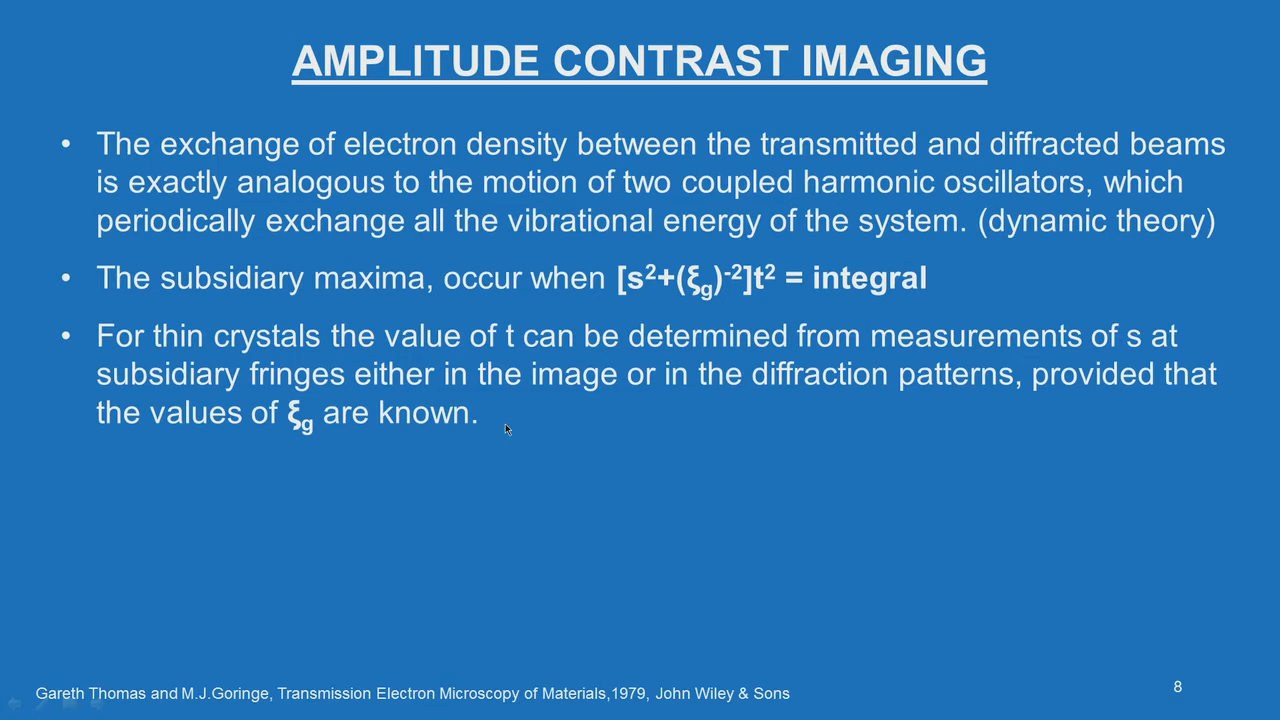 AMPLITUDE CONTRAST IMAGING
• The exchange of electron density between the transmitted and diffracted beams
is exactly analogous to the motion of two coupled harmonic oscillators, which
periodically exchange all the vibrational energy of the system. (dynamic theory)
• The subsidiary maxima, occur when [s²+(ξg)⁻²]t² = integral
• For thin crystals the value of t can be determined from measurements of s at
subsidiary fringes either in the image or in the diffraction patterns, provided that
the values of ξg are known.
Gareth Thomas and M.J.Goringe, Transmission Electron Microscopy of Materials,1979, John Wiley & Sons
8